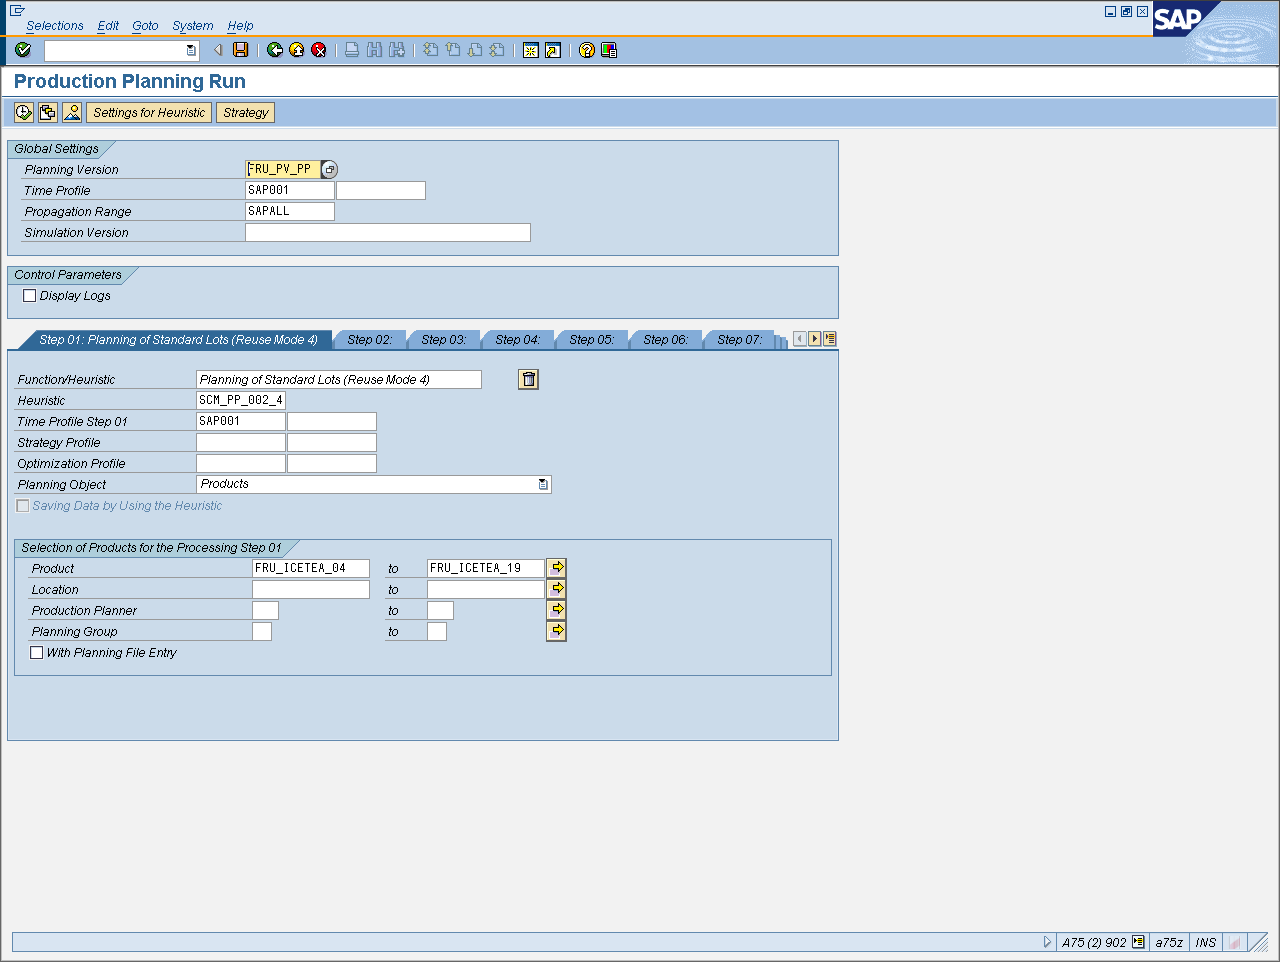 Selections Edit Goto System Help
SAP
Production Planning Run
Settings for Heuristic Strategy
Global Settings
Planning Version FRU_PV_PP
Time Profile SAP001
Propagation Range SAPALL
Simulation Version
Control Parameters
Display Logs
Step 01: Planning of Standard Lots (Reuse Mode 4) Step 02: Step 03: Step 04: Step 05: Step 06: Step 07:
Function/Heuristic Planning of Standard Lots (Reuse Mode 4)
Heuristic SCM_PP_002_4
Time Profile Step 01 SAP001
Strategy Profile
Optimization Profile
Planning Object Products
Saving Data by Using the Heuristic
Selection of Products for the Processing Step 01
Product FRU_ICETEA_04 to FRU_ICETEA_19
Location to
Production Planner to
Planning Group to
With Planning File Entry
A75 (2) 902 a75z INS